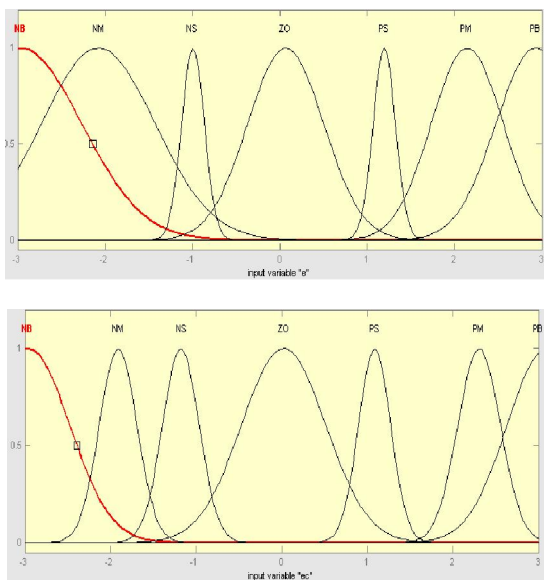 NB NM NS ZO PS PM PB
1
0.5
0
-3 -2 -1 0 1 2 3
input variable "e"
NB NM NS ZO PS PM PB
1
0.5
0
-3 -2 -1 0 1 2 3
input variable "ec"